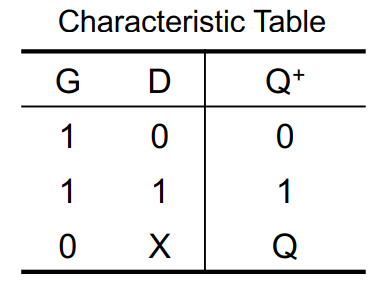 Characteristic Table
G D Q⁺
1 0 0
1 1 1
0 X Q